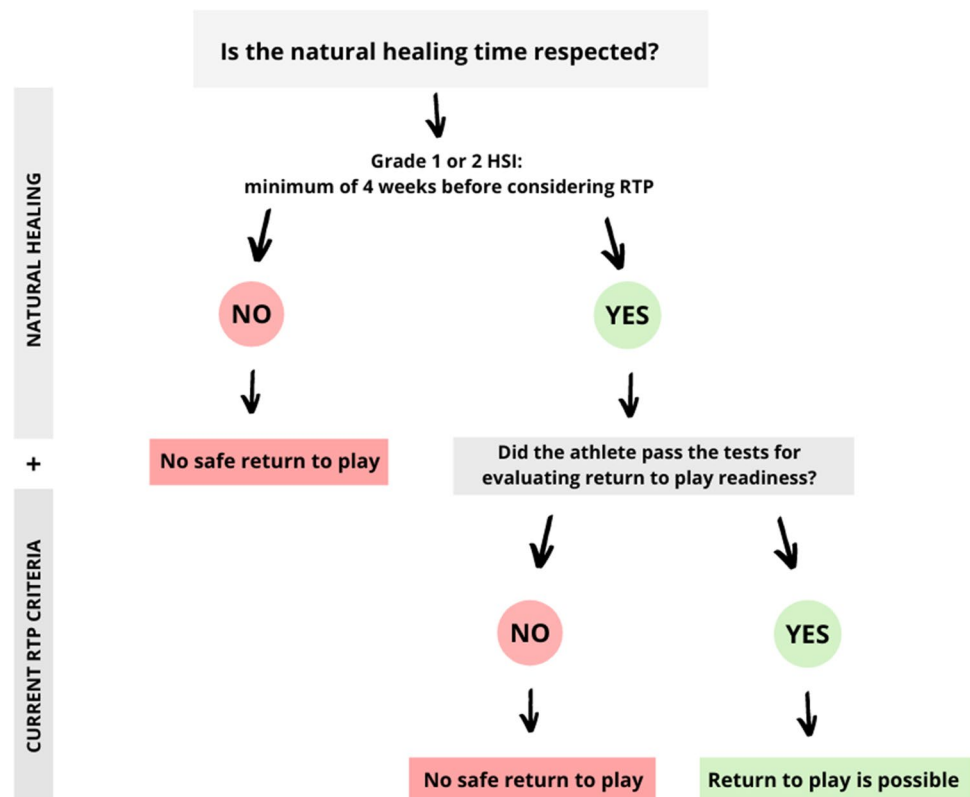 Is the natural healing time respected?
NATURAL HEALING
Grade 1 or 2 HSI:
minimum of 4 weeks before considering RTP
NO
YES
No safe return to play
Did the athlete pass the tests for
evaluating return to play readiness?
+
CURRENT RTP CRITERIA
NO
YES
No safe return to play
Return to play is possible